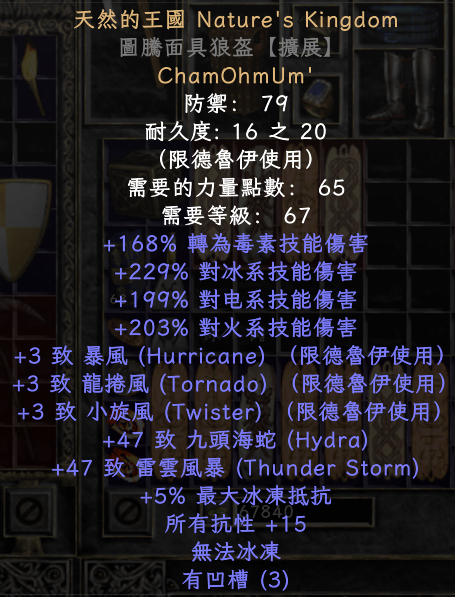 天然的王國 Nature's Kingdom
圖騰面具狼盔【擴展】
ChamOhmUm'
防禦： 79
耐久度: 16 之 20
(限德魯伊使用)
需要的力量點數： 65
需要等級： 67
+168% 轉為毒素技能傷害
+229% 對冰系技能傷害
+199% 對电系技能傷害
+203% 對火系技能傷害
+3 致 暴風 (Hurricane) (限德魯伊使用)
+3 致 龍捲風 (Tornado) (限德魯伊使用)
+3 致 小旋風 (Twister) (限德魯伊使用)
+47 致 九頭海蛇 (Hydra)
+47 致 雷雲風暴 (Thunder Storm)
+5% 最大冰凍抵抗
所有抗性 +15
無法冰凍
有凹槽 (3)